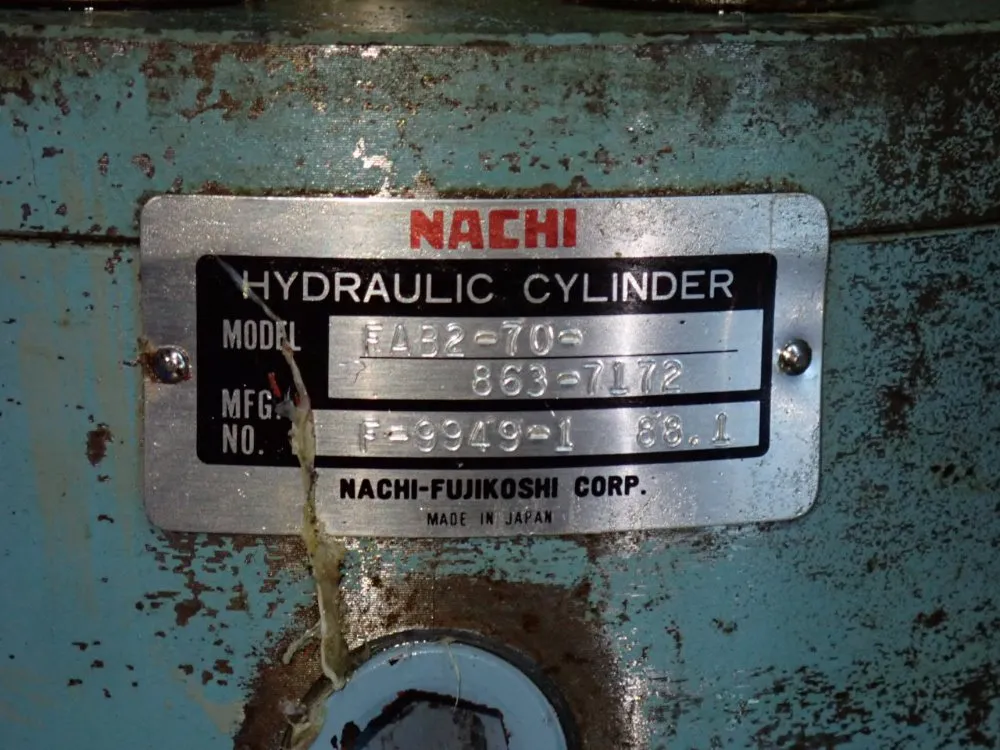 NACHI
HYDRAULIC CYLINDER
MODEL FAB2-70-
863-7172
MFG.
NO. F-9949-1 88.1
NACHI-FUJIKOSHI CORP.
MADE IN JAPAN